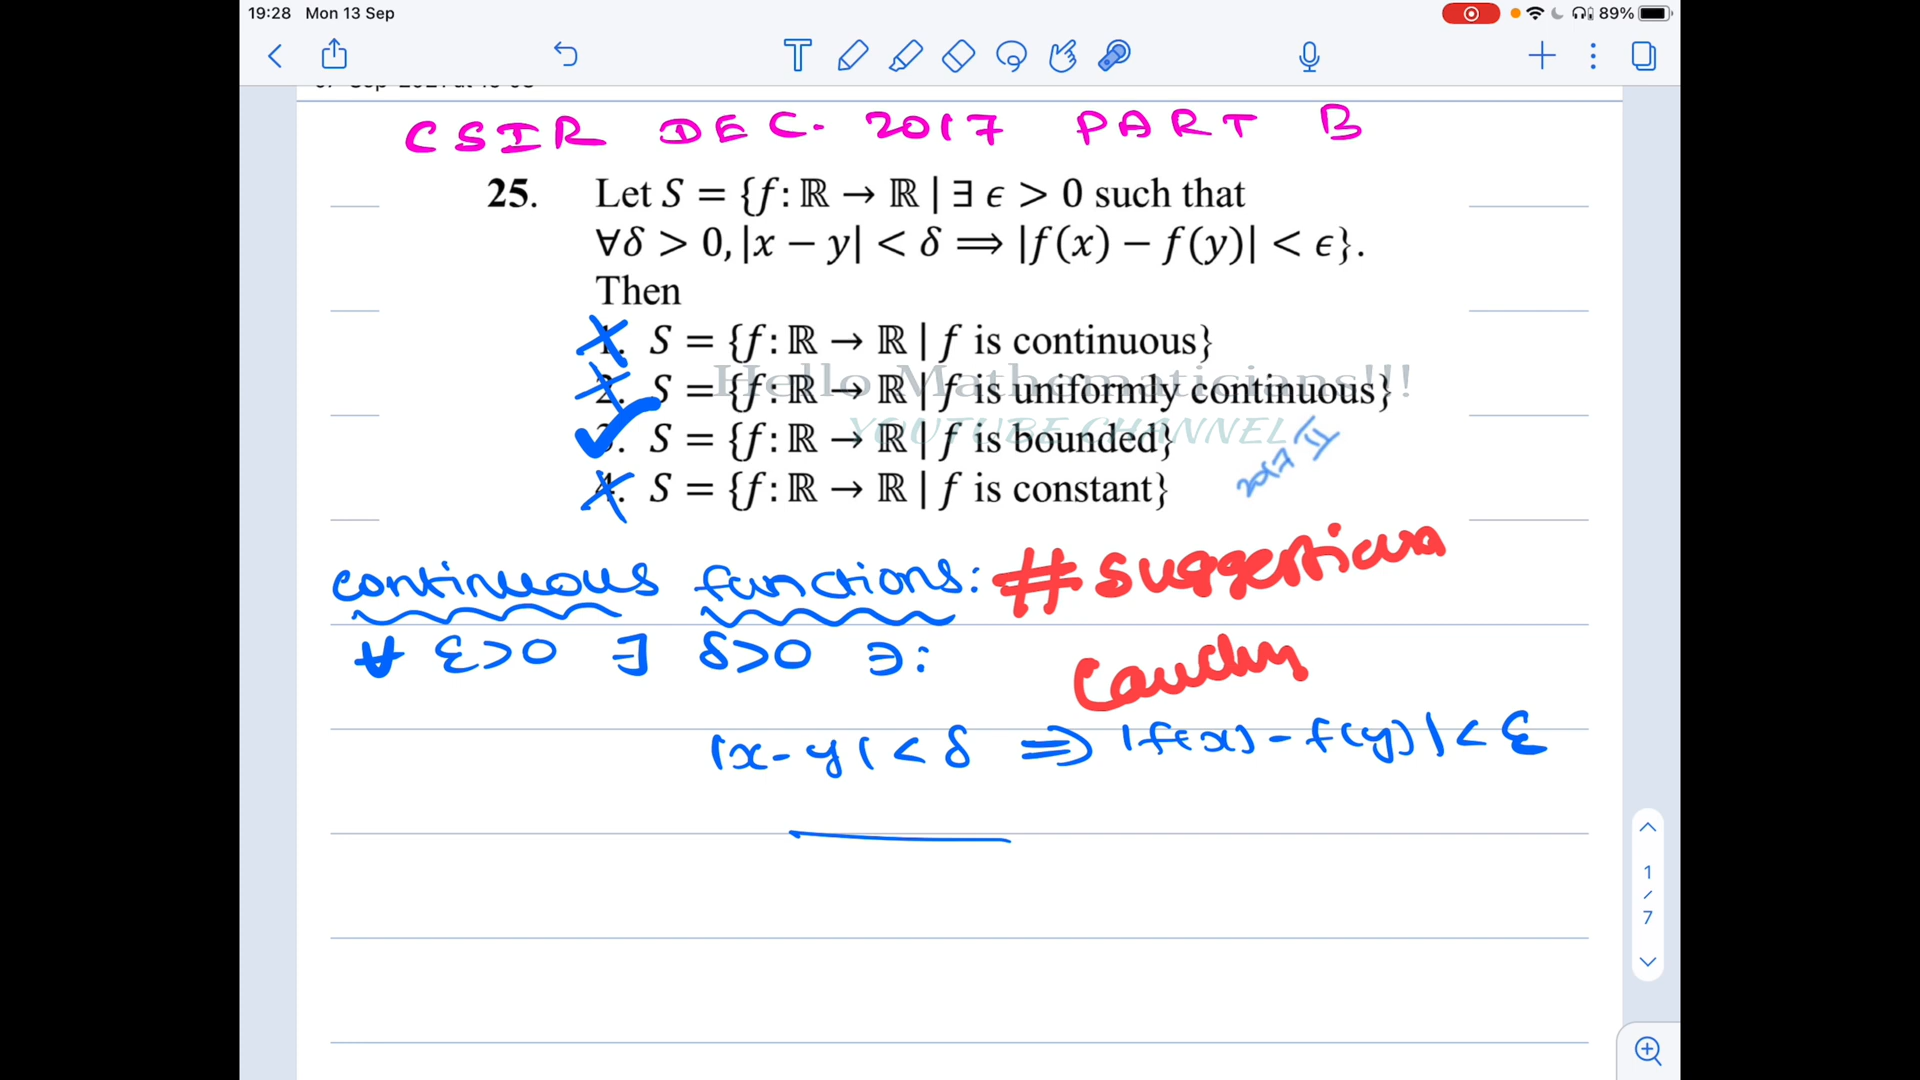 19:28 Mon 13 Sep 89%
CSIR DEC. 2017 PART B
25. Let S = {f: ℝ → ℝ | ∃ ϵ > 0 such that
∀δ > 0, |x − y| < δ ⟹ |f(x) − f(y)| < ϵ}.
Then
1. S = {f: ℝ → ℝ | f is continuous}
Hello Mathematicians!!!
2. S = {f: ℝ → ℝ | f is uniformly continuous}
YOUTUBE CHANNEL
3. S = {f: ℝ → ℝ | f is bounded}
2017 II
4. S = {f: ℝ → ℝ | f is constant}
continuous functions: #suggestions
∀ ε>0 ∃ δ>0 ∋:
Cauchy
|x-y| < δ ⟹ |f(x) - f(y)| < ε
1
/
7